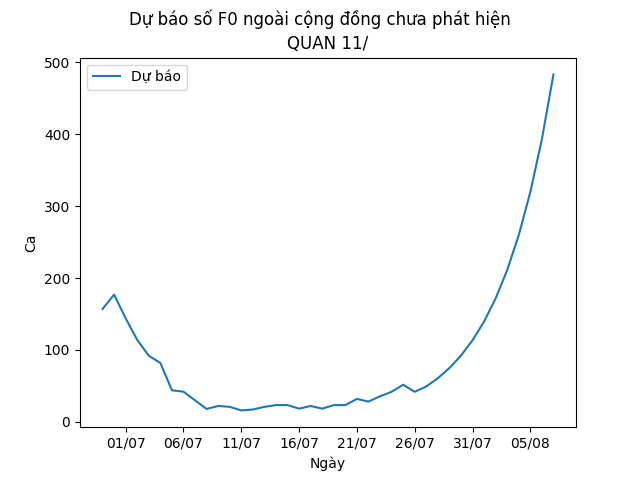 Dự báo số F0 ngoài cộng đồng chưa phát hiện
QUAN 11/
Dự báo
500
400
300
200
100
0
Ca
01/07 06/07 11/07 16/07 21/07 26/07 31/07 05/08
Ngày